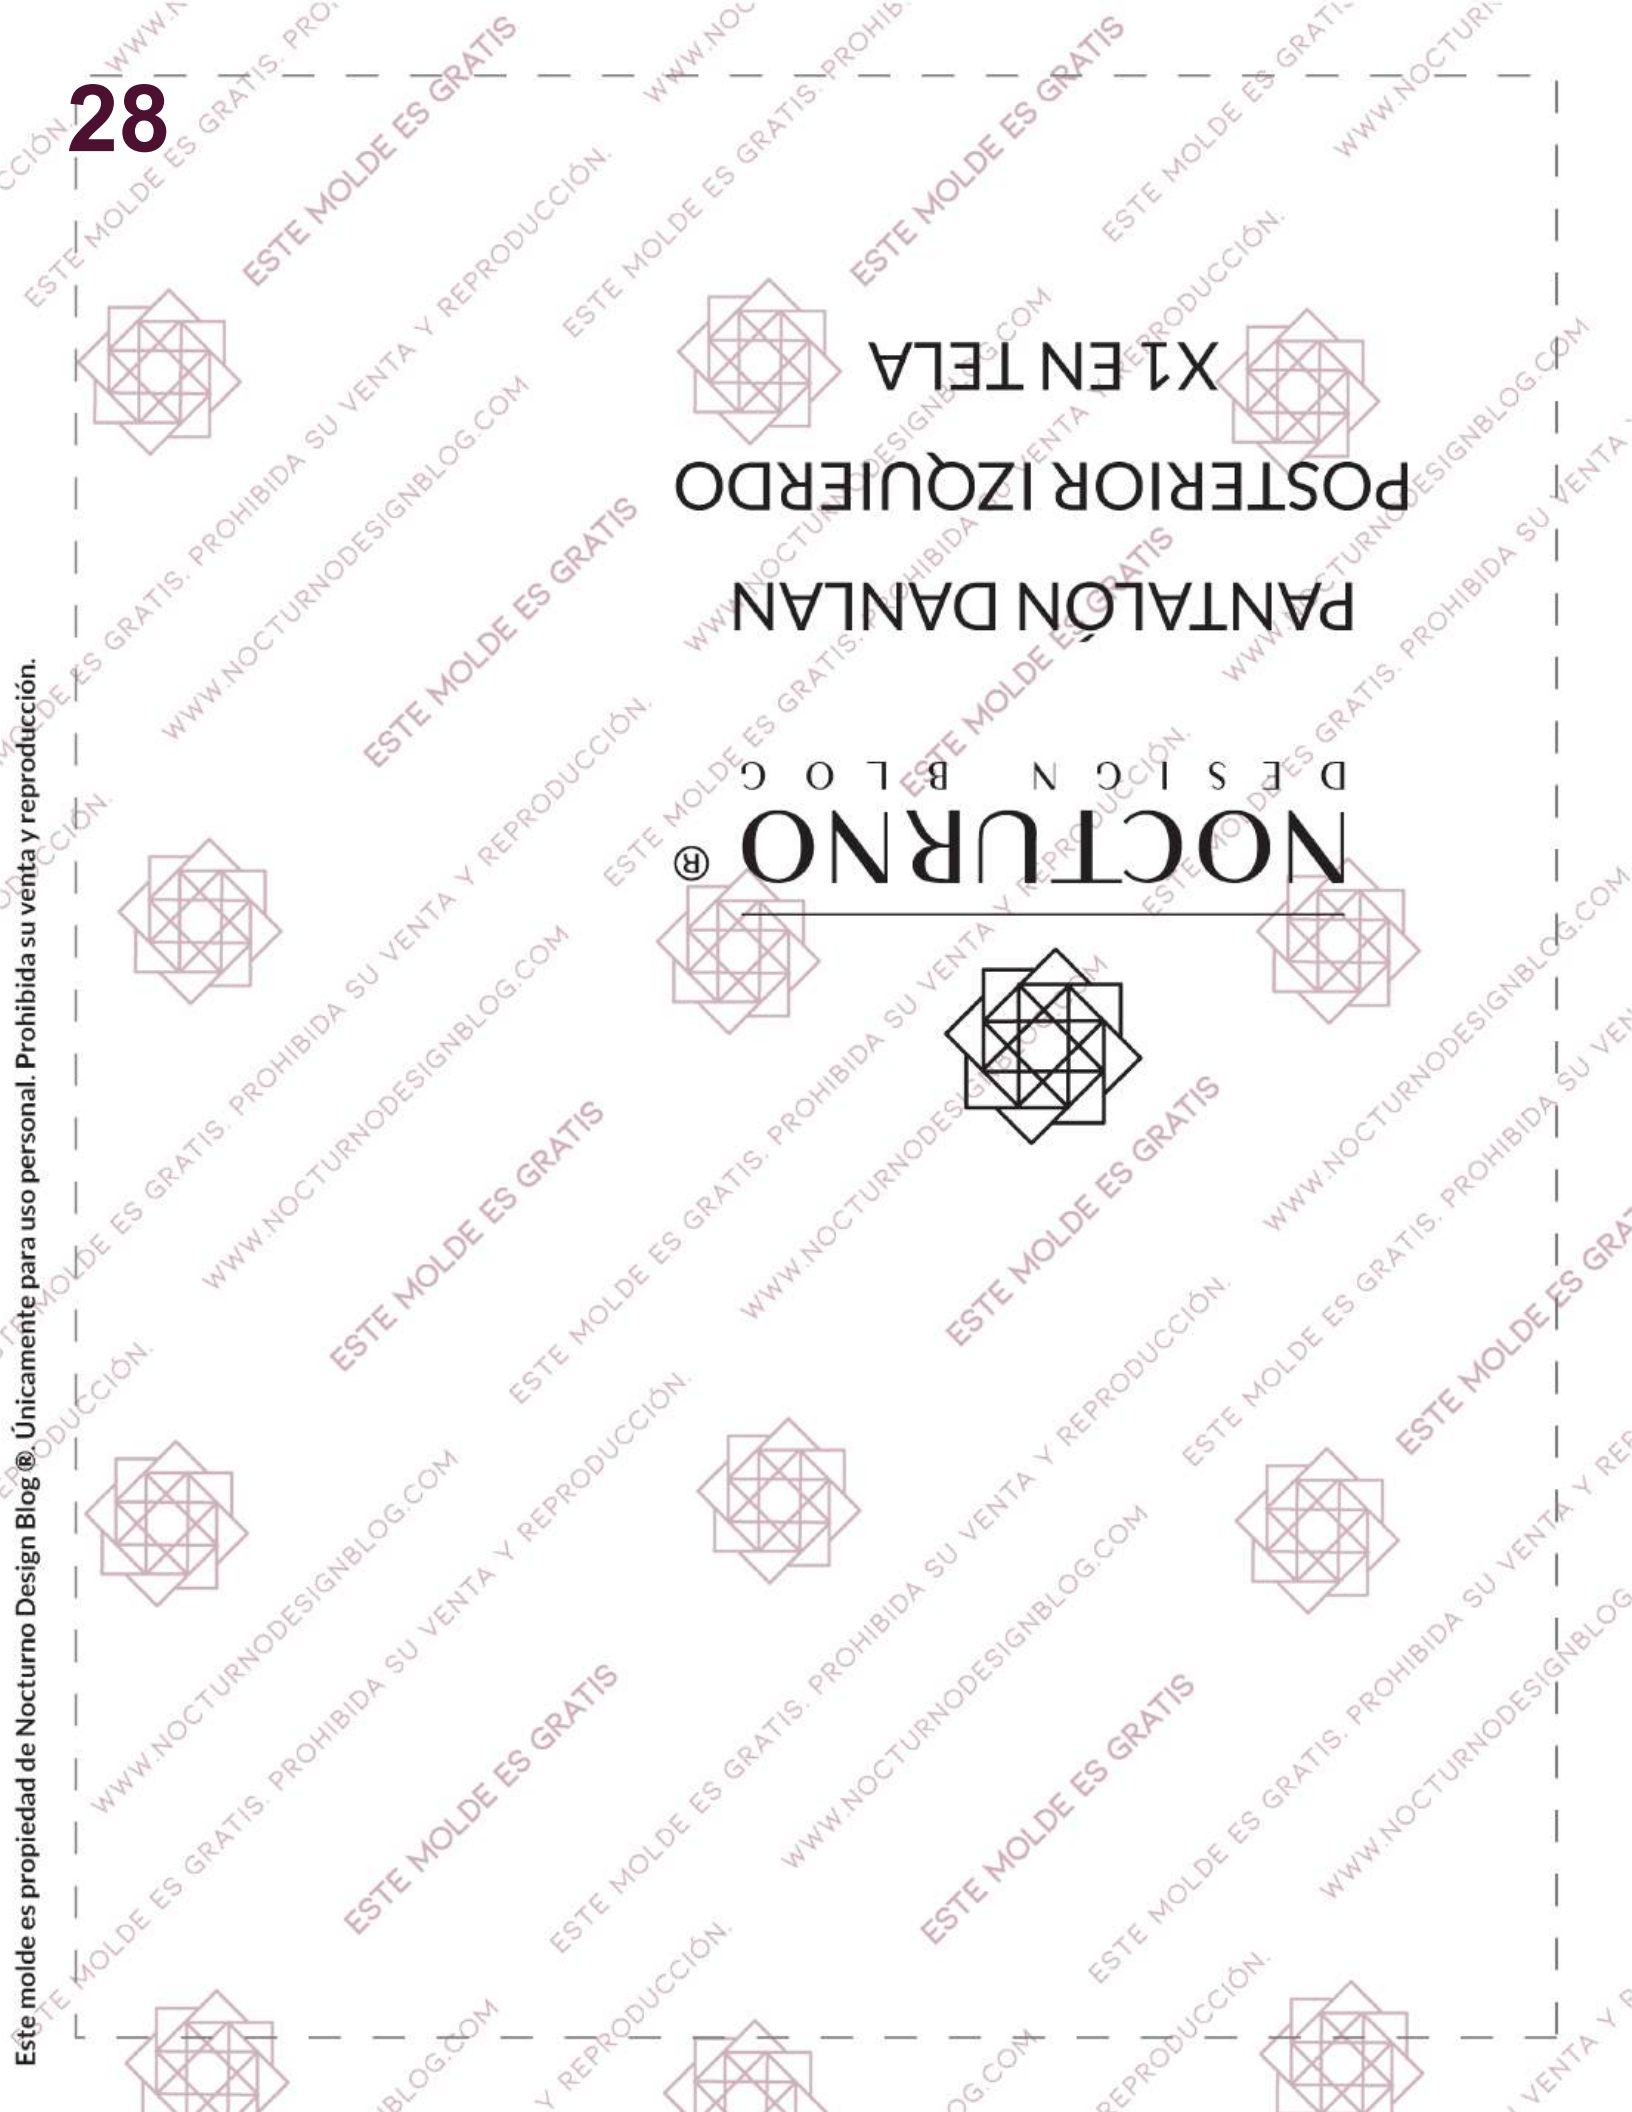 28
Este molde es propiedad de Nocturno Design Blog ®. Únicamente para uso personal. Prohibida su venta y reproducción.
NOCTURNO ®
DESIGN BLOG
PANTALÓN DANLAN
POSTERIOR IZQUIERDO
X1 EN TELA
ESTE MOLDE ES GRATIS
ESTE MOLDE ES GRATIS. PROHIBIDA SU VENTA Y REPRODUCCIÓN.
WWW.NOCTURNODESIGNBLOG.COM